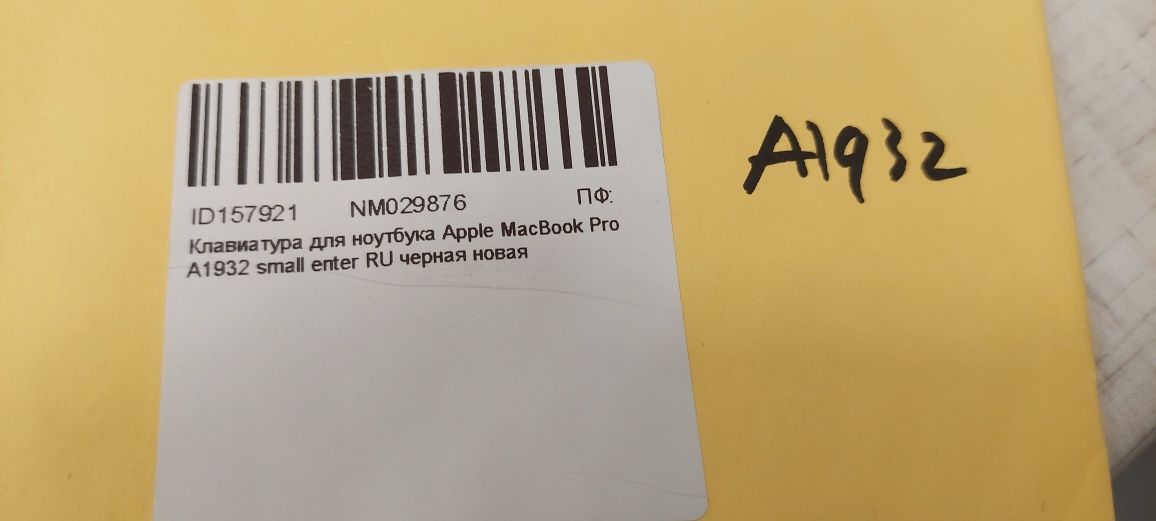 ID157921 NM029876 ПФ:
Клавиатура для ноутбука Apple MacBook Pro
A1932 small enter RU черная новая
A1932